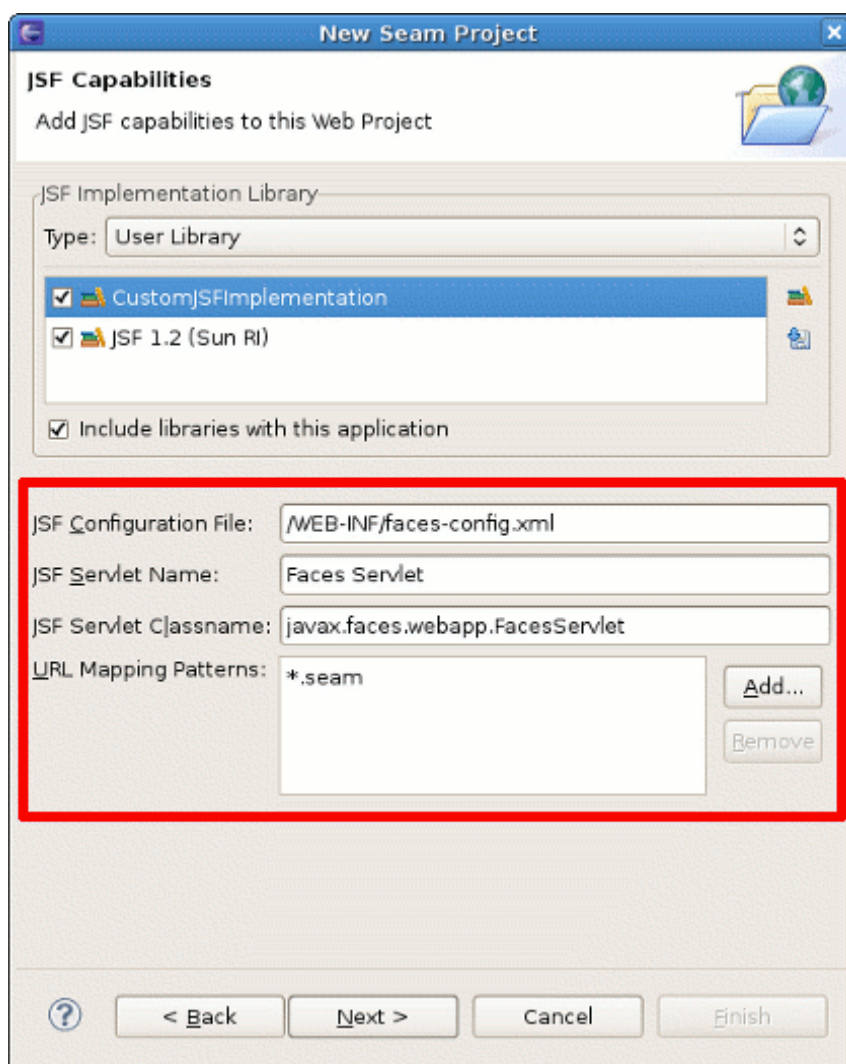 New Seam Project
JSF Capabilities
Add JSF capabilities to this Web Project
JSF Implementation Library
Type: User Library
CustomJSFImplementation
JSF 1.2 (Sun RI)
Include libraries with this application
JSF Configuration File: /WEB-INF/faces-config.xml
JSF Servlet Name: Faces Servlet
JSF Servlet Classname: javax.faces.webapp.FacesServlet
URL Mapping Patterns: *.seam
Add...
Remove
? < Back Next > Cancel Finish